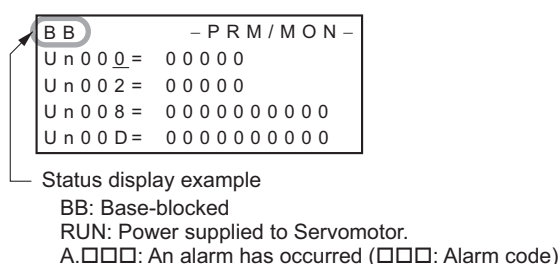 BB −PRM/MON−
Un000= 00000
Un002= 00000
Un008= 0000000000
Un00D= 0000000000
Status display example
BB: Base-blocked
RUN: Power supplied to Servomotor.
A.□□□: An alarm has occurred (□□□: Alarm code)